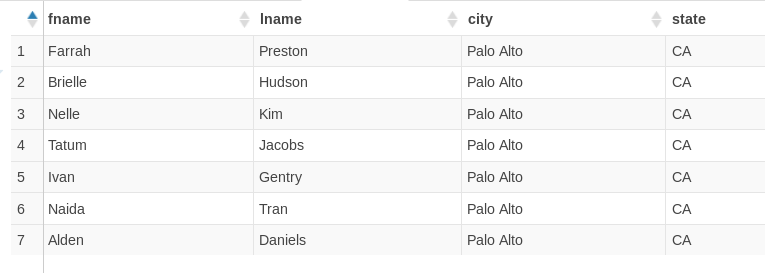 fname lname city state
1 Farrah Preston Palo Alto CA
2 Brielle Hudson Palo Alto CA
3 Nelle Kim Palo Alto CA
4 Tatum Jacobs Palo Alto CA
5 Ivan Gentry Palo Alto CA
6 Naida Tran Palo Alto CA
7 Alden Daniels Palo Alto CA